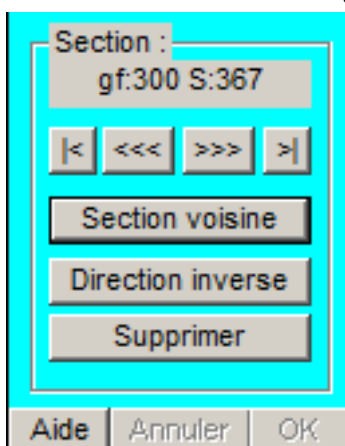 Section :
gf:300 S:367
|< <<< >>> >|
Section voisine
Direction inverse
Supprimer
Aide Annuler OK